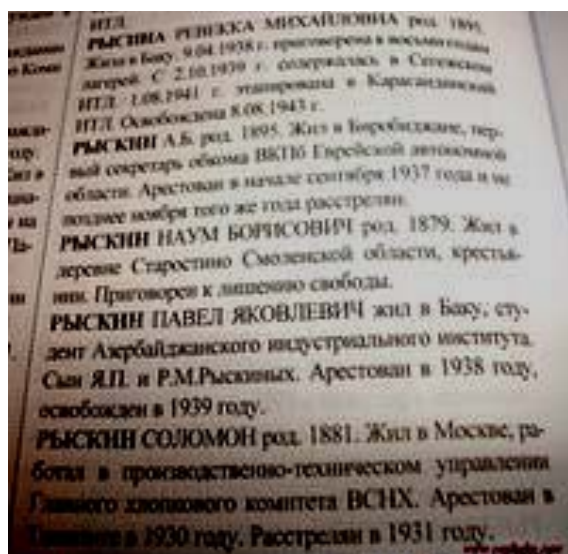 ИТЛ.
РЫСИНА РЕВЕККА МИХАЙЛОВНА род. 1895.
Жила в Баку. 9.04.1938 г. приговорена к восьми годам
лагерей. С 2.10.1939 г. содержалась в Сегежском
ИТЛ. 1.08.1941 г. этапирована в Карагандинский
ИТЛ. Освобождена 8.08.1943 г.
РЫСКИН А.Б. род. 1895. Жил в Биробиджане, пер-
вый секретарь обкома ВКПб Еврейской автономной
области. Арестован в начале сентября 1937 года и не
позднее ноября того же года расстрелян.
РЫСКИН НАУМ БОРИСОВИЧ род. 1879. Жил в
деревне Старостино Смоленской области, крестья-
нин. Приговорен к лишению свободы.
РЫСКИН ПАВЕЛ ЯКОВЛЕВИЧ жил в Баку, сту-
дент Азербайджанского индустриального института.
Сын Я.П. и Р.М.Рыскиных. Арестован в 1938 году,
освобожден в 1939 году.
РЫСКИН СОЛОМОН род. 1881. Жил в Москве, ра-
ботал в производственно-техническом управлении
Главного хлопкового комитета ВСНХ. Арестован в
в 1930 году. Расстрелян в 1931 году.